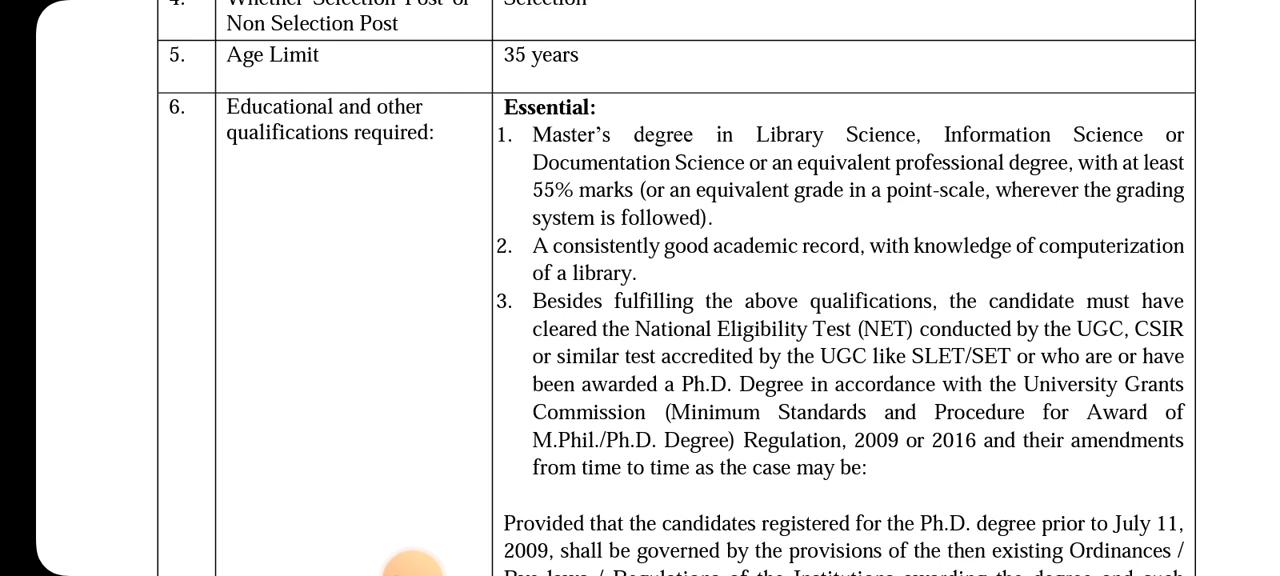 4. Whether Selection Post or Selection
Non Selection Post
5. Age Limit 35 years
6. Educational and other Essential:
qualifications required: 1. Master’s degree in Library Science, Information Science or
Documentation Science or an equivalent professional degree, with at least
55% marks (or an equivalent grade in a point-scale, wherever the grading
system is followed).
2. A consistently good academic record, with knowledge of computerization
of a library.
3. Besides fulfilling the above qualifications, the candidate must have
cleared the National Eligibility Test (NET) conducted by the UGC, CSIR
or similar test accredited by the UGC like SLET/SET or who are or have
been awarded a Ph.D. Degree in accordance with the University Grants
Commission (Minimum Standards and Procedure for Award of
M.Phil./Ph.D. Degree) Regulation, 2009 or 2016 and their amendments
from time to time as the case may be:
Provided that the candidates registered for the Ph.D. degree prior to July 11,
2009, shall be governed by the provisions of the then existing Ordinances /